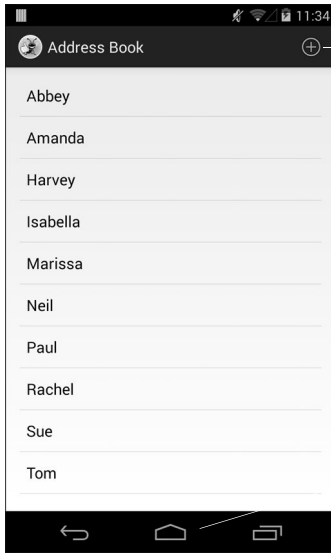 11:34
Address Book
Abbey
Amanda
Harvey
Isabella
Marissa
Neil
Paul
Rachel
Sue
Tom